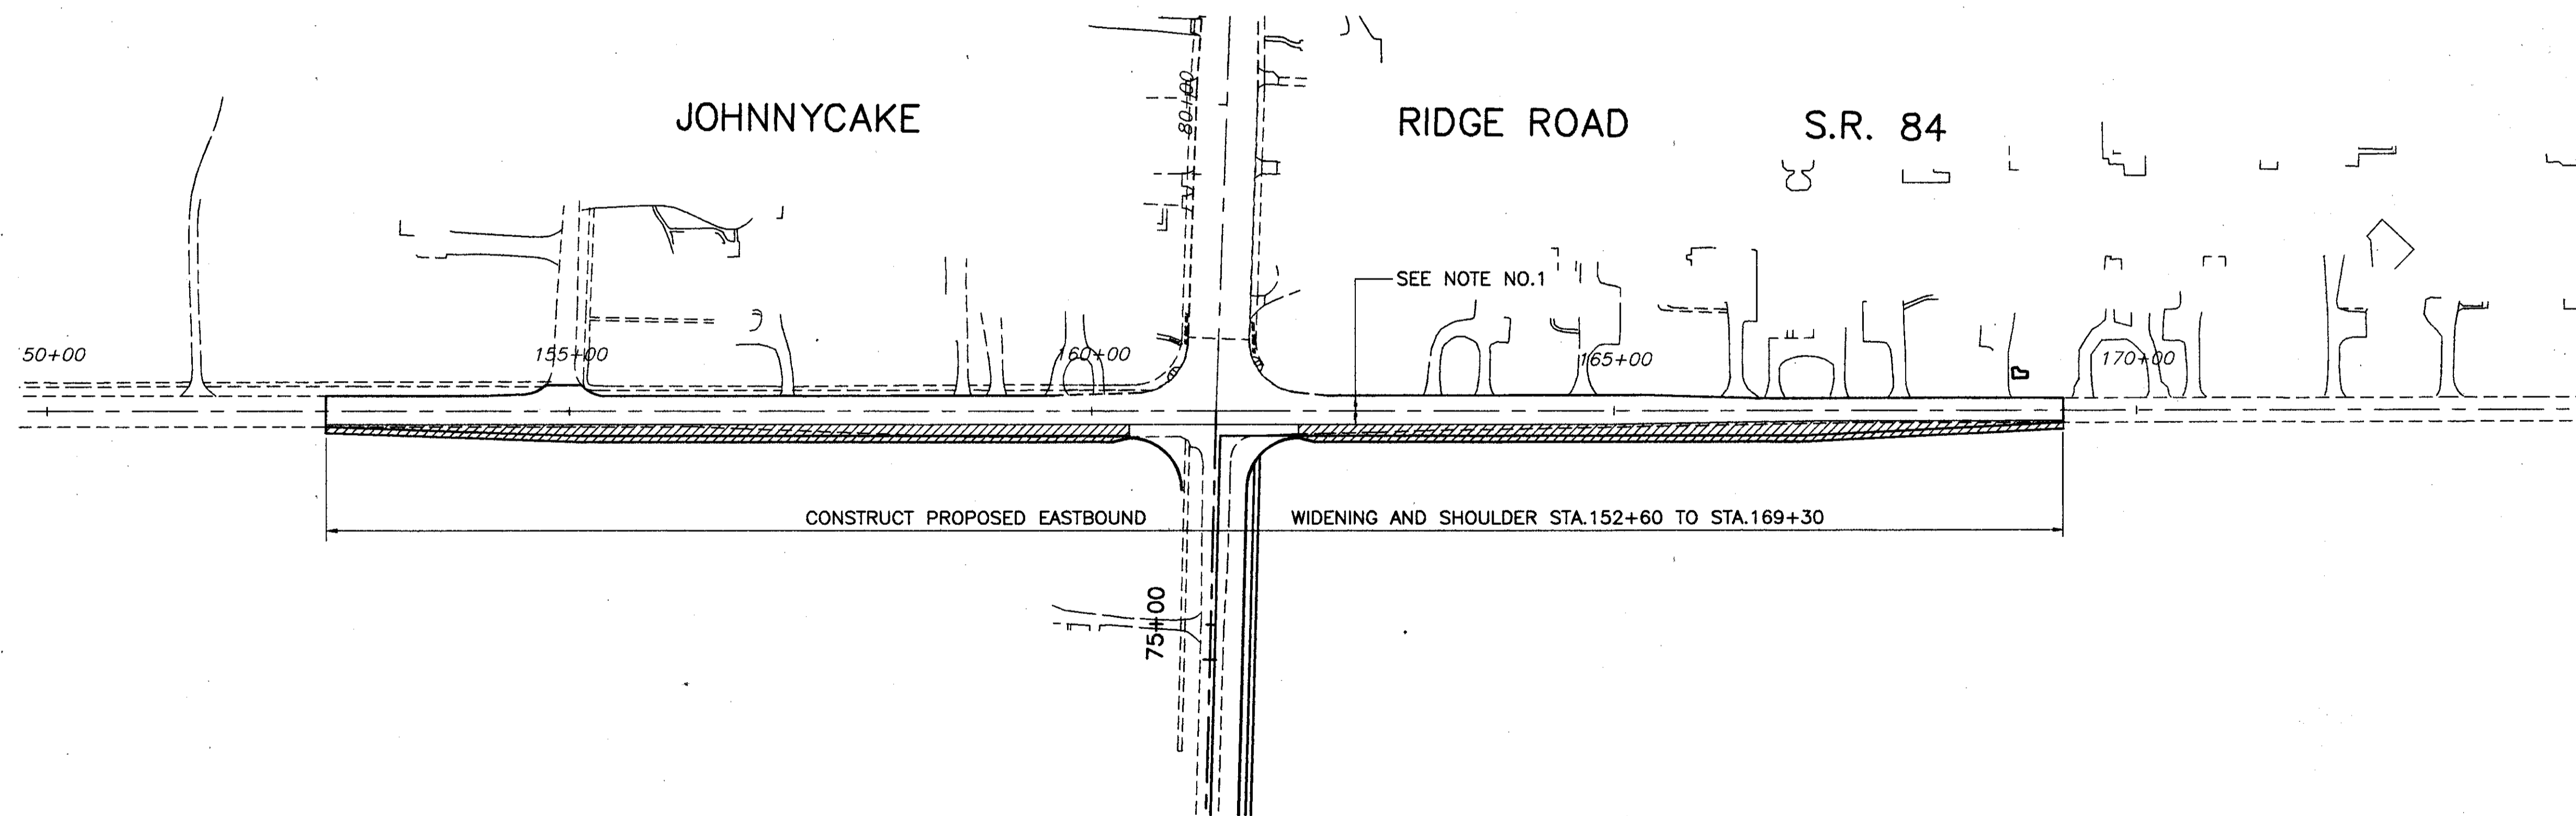 80+00
JOHNNYCAKE RIDGE ROAD S.R. 84
SEE NOTE NO.1
50+00 155+00 160+00 165+00 170+00
CONSTRUCT PROPOSED EASTBOUND WIDENING AND SHOULDER STA.152+60 TO STA.169+30
75+00